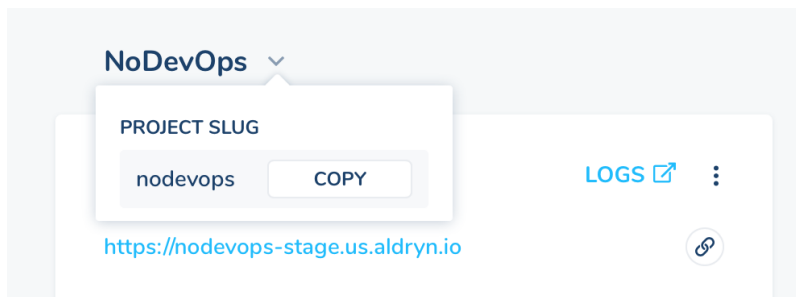 NoDevOps
PROJECT SLUG
nodevops COPY
LOGS
https://nodevops-stage.us.aldryn.io